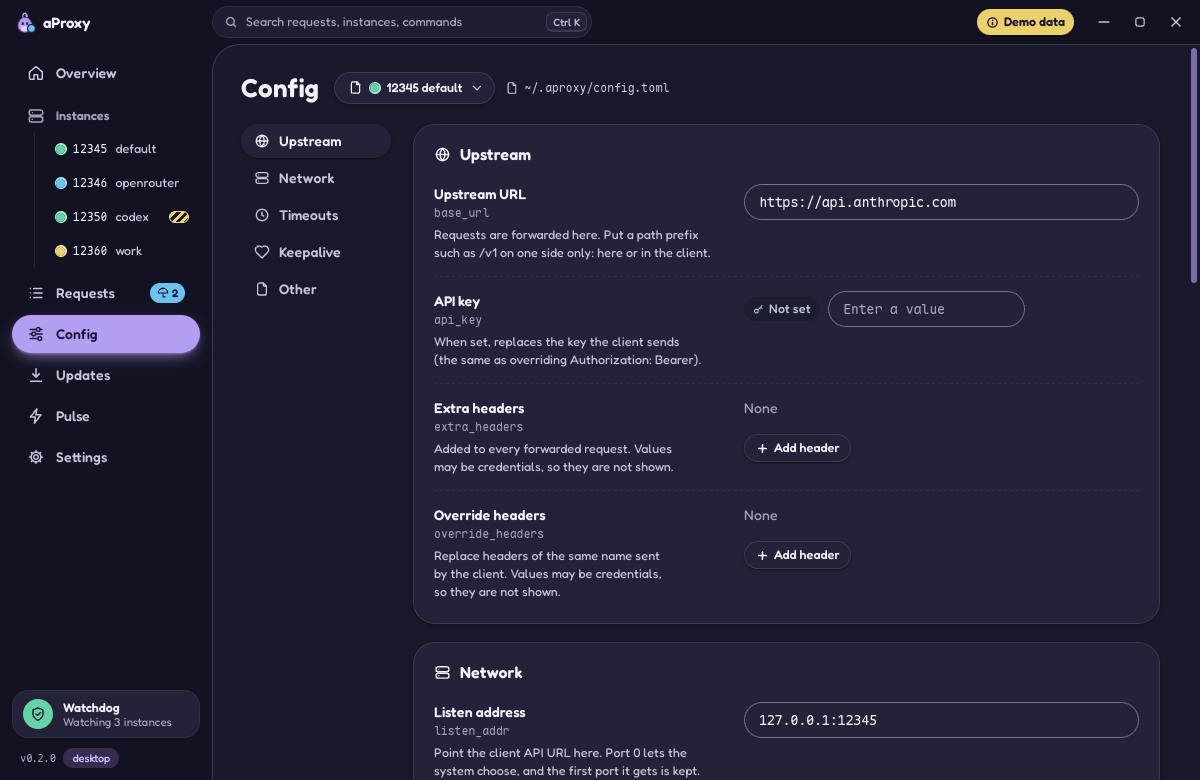 aProxy
Search requests, instances, commands
Ctrl K
Demo data
Overview
Instances
12345 default
12346 openrouter
12350 codex
12360 work
Requests
2
Config
Updates
Pulse
Settings
Watchdog
Watching 3 instances
v0.2.0 desktop
Config
12345 default
~/.aproxy/config.toml
Upstream
Network
Timeouts
Keepalive
Other
Upstream
Upstream URL
base_url
Requests are forwarded here. Put a path prefix
such as /v1 on one side only: here or in the client.
https://api.anthropic.com
API key
api_key
When set, replaces the key the client sends
(the same as overriding Authorization: Bearer).
Not set
Enter a value
Extra headers
extra_headers
Added to every forwarded request. Values
may be credentials, so they are not shown.
None
Add header
Override headers
override_headers
Replace headers of the same name sent
by the client. Values may be credentials,
so they are not shown.
None
Add header
Network
Listen address
listen_addr
Point the client API URL here. Port 0 lets the
system choose, and the first port it gets is kept.
127.0.0.1:12345